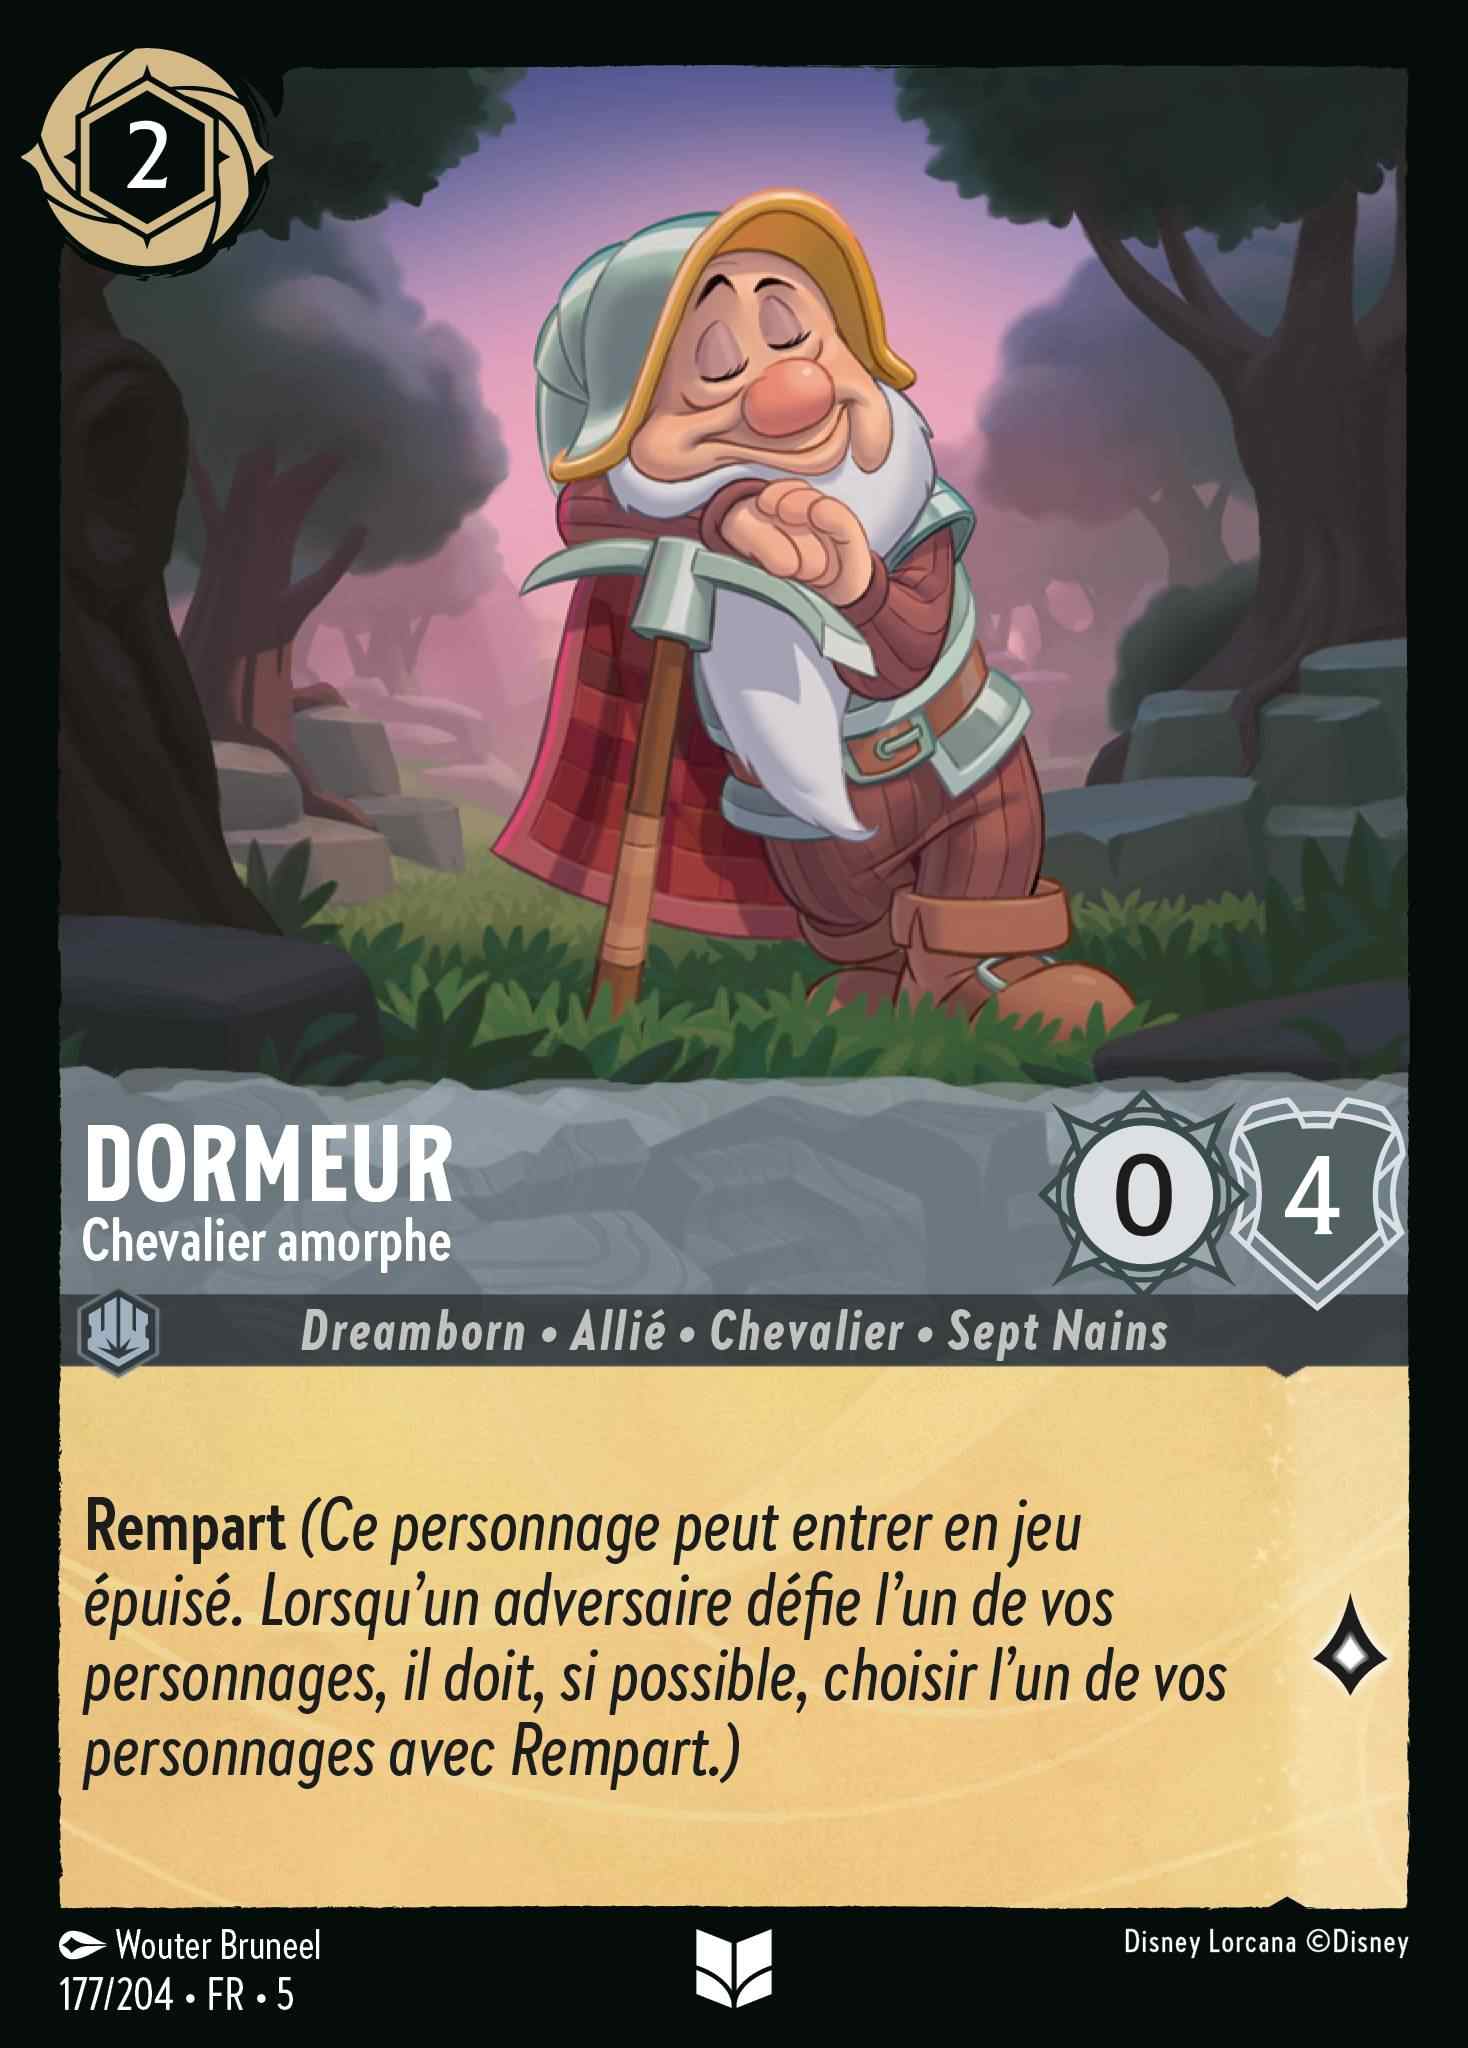 2
DORMEUR
Chevalier amorphe
0
4
Dreamborn • Allié • Chevalier • Sept Nains
Rempart (Ce personnage peut entrer en jeu
épuisé. Lorsqu’un adversaire défie l’un de vos
personnages, il doit, si possible, choisir l’un de vos
personnages avec Rempart.)
Wouter Bruneel
177/204 • FR • 5
Disney Lorcana ©Disney